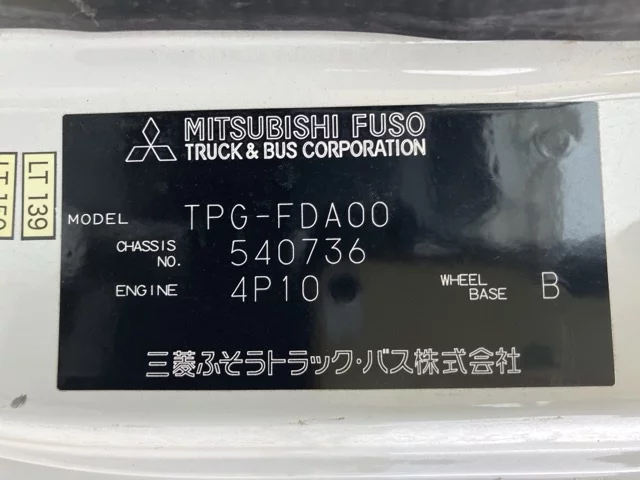 MITSUBISHI FUSO
TRUCK & BUS CORPORATION
LT 139
MODEL TPG-FDA00
CHASSIS NO. 540736
ENGINE 4P10 WHEEL BASE B
三菱ふそうトラック・バス株式会社